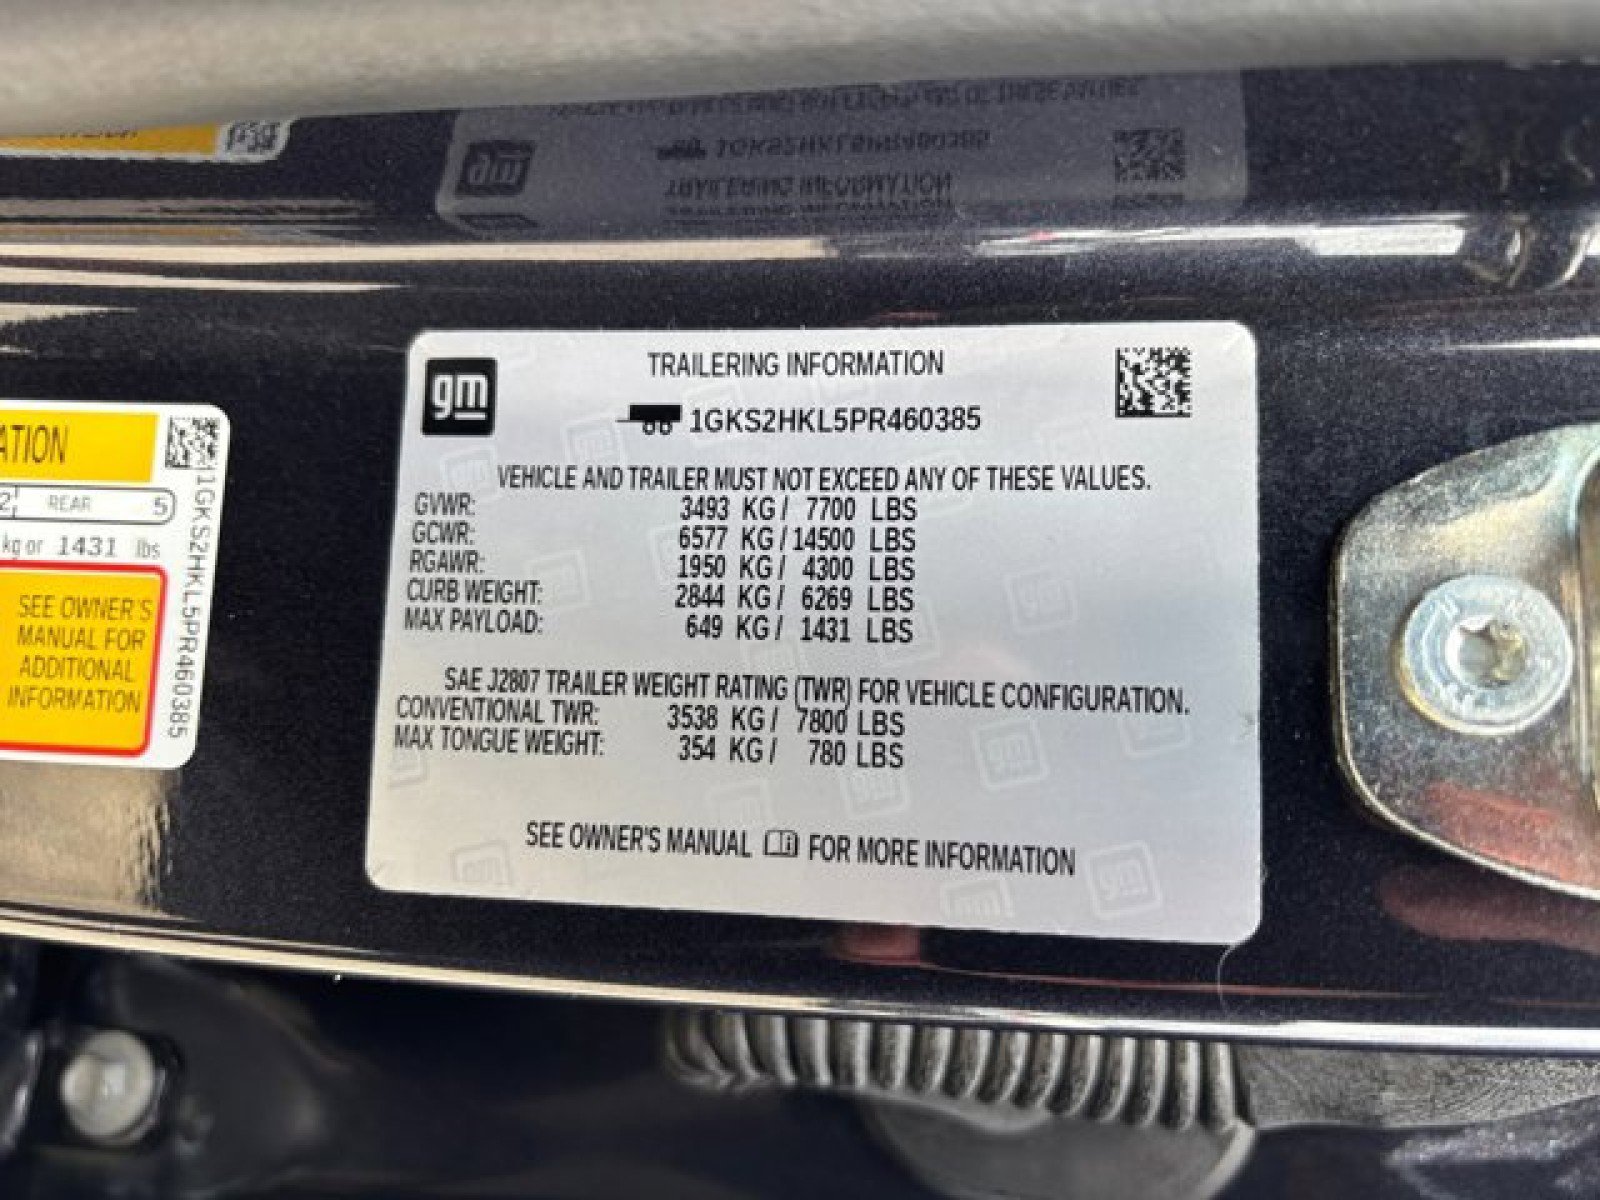 gm
TRAILERING INFORMATION
1GKS2HKL5PR460385
VEHICLE AND TRAILER MUST NOT EXCEED ANY OF THESE VALUES.
GVWR: 3493 KG / 7700 LBS
GCWR: 6577 KG / 14500 LBS
RGAWR: 1950 KG / 4300 LBS
CURB WEIGHT: 2844 KG / 6269 LBS
MAX PAYLOAD: 649 KG / 1431 LBS
SAE J2807 TRAILER WEIGHT RATING (TWR) FOR VEHICLE CONFIGURATION.
CONVENTIONAL TWR: 3538 KG / 7800 LBS
MAX TONGUE WEIGHT: 354 KG / 780 LBS
SEE OWNER'S MANUAL FOR MORE INFORMATION
ATION
2 REAR 5
kg or 1431 lbs
SEE OWNER'S
MANUAL FOR
ADDITIONAL
INFORMATION
1GKS2HKL5PR460385